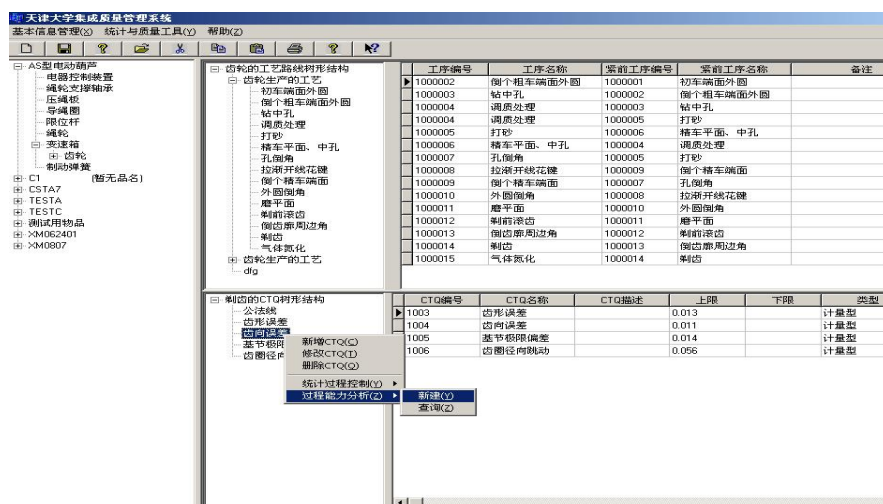 天津大学集成质量管理系统
基本信息管理(X) 统计与质量工具(Y) 帮助(Z)
AS型电动葫芦
电器控制装置
绳轮支撑轴承
压绳板
导绳圈
限位杆
绳轮
变速箱
齿轮
制动弹簧
C1 (暂无品名)
CSTA7
TESTA
TESTC
测试用物品
XM062401
XM0807
齿轮的工艺路线树形结构
齿轮生产的工艺
初车端面外圆
倒个粗车端面外圆
钻中孔
调质处理
打砂
精车平面、中孔
孔倒角
拉渐开线花键
倒个精车端面
外圆倒角
磨平面
剃前滚齿
倒齿廓周边角
剃齿
气体氮化
齿轮生产的工艺
dfg
工序编号 工序名称 紧前工序编号 紧前工序名称 备注
1000002 倒个粗车端面外圆 1000001 初车端面外圆
1000003 钻中孔 1000002 倒个粗车端面外圆
1000004 调质处理 1000003 钻中孔
1000004 调质处理 1000005 打砂
1000005 打砂 1000006 精车平面、中孔
1000006 精车平面、中孔 1000004 调质处理
1000007 孔倒角 1000005 打砂
1000008 拉渐开线花键 1000009 倒个精车端面
1000009 倒个精车端面 1000007 孔倒角
1000010 外圆倒角 1000008 拉渐开线花键
1000011 磨平面 1000010 外圆倒角
1000012 剃前滚齿 1000011 磨平面
1000013 倒齿廓周边角 1000012 剃前滚齿
1000014 剃齿 1000013 倒齿廓周边角
1000015 气体氮化 1000014 剃齿
剃齿的CTQ树形结构
公法线
齿形误差
齿向误差
基节极限
齿圈径向
新增CTQ(C)
修改CTQ(T)
删除CTQ(Q)
统计过程控制(Y)
过程能力分析(Z)
新建(Y)
查询(Z)
CTQ编号 CTQ名称 CTQ描述 上限 下限 类型
1003 齿形误差 0.013 计量型
1004 齿向误差 0.011 计量型
1005 基节极限偏差 0.014 计量型
1006 齿圈径向跳动 0.056 计量型